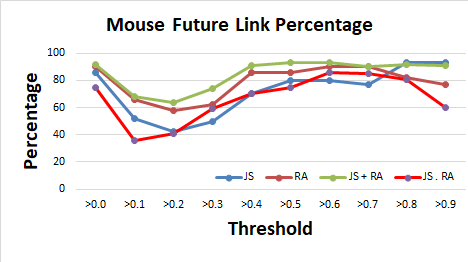 Mouse Future Link Percentage
Percentage
100
80
60
40
20
0
JS
RA
JS + RA
JS . RA
>0.0 >0.1 >0.2 >0.3 >0.4 >0.5 >0.6 >0.7 >0.8 >0.9
Threshold